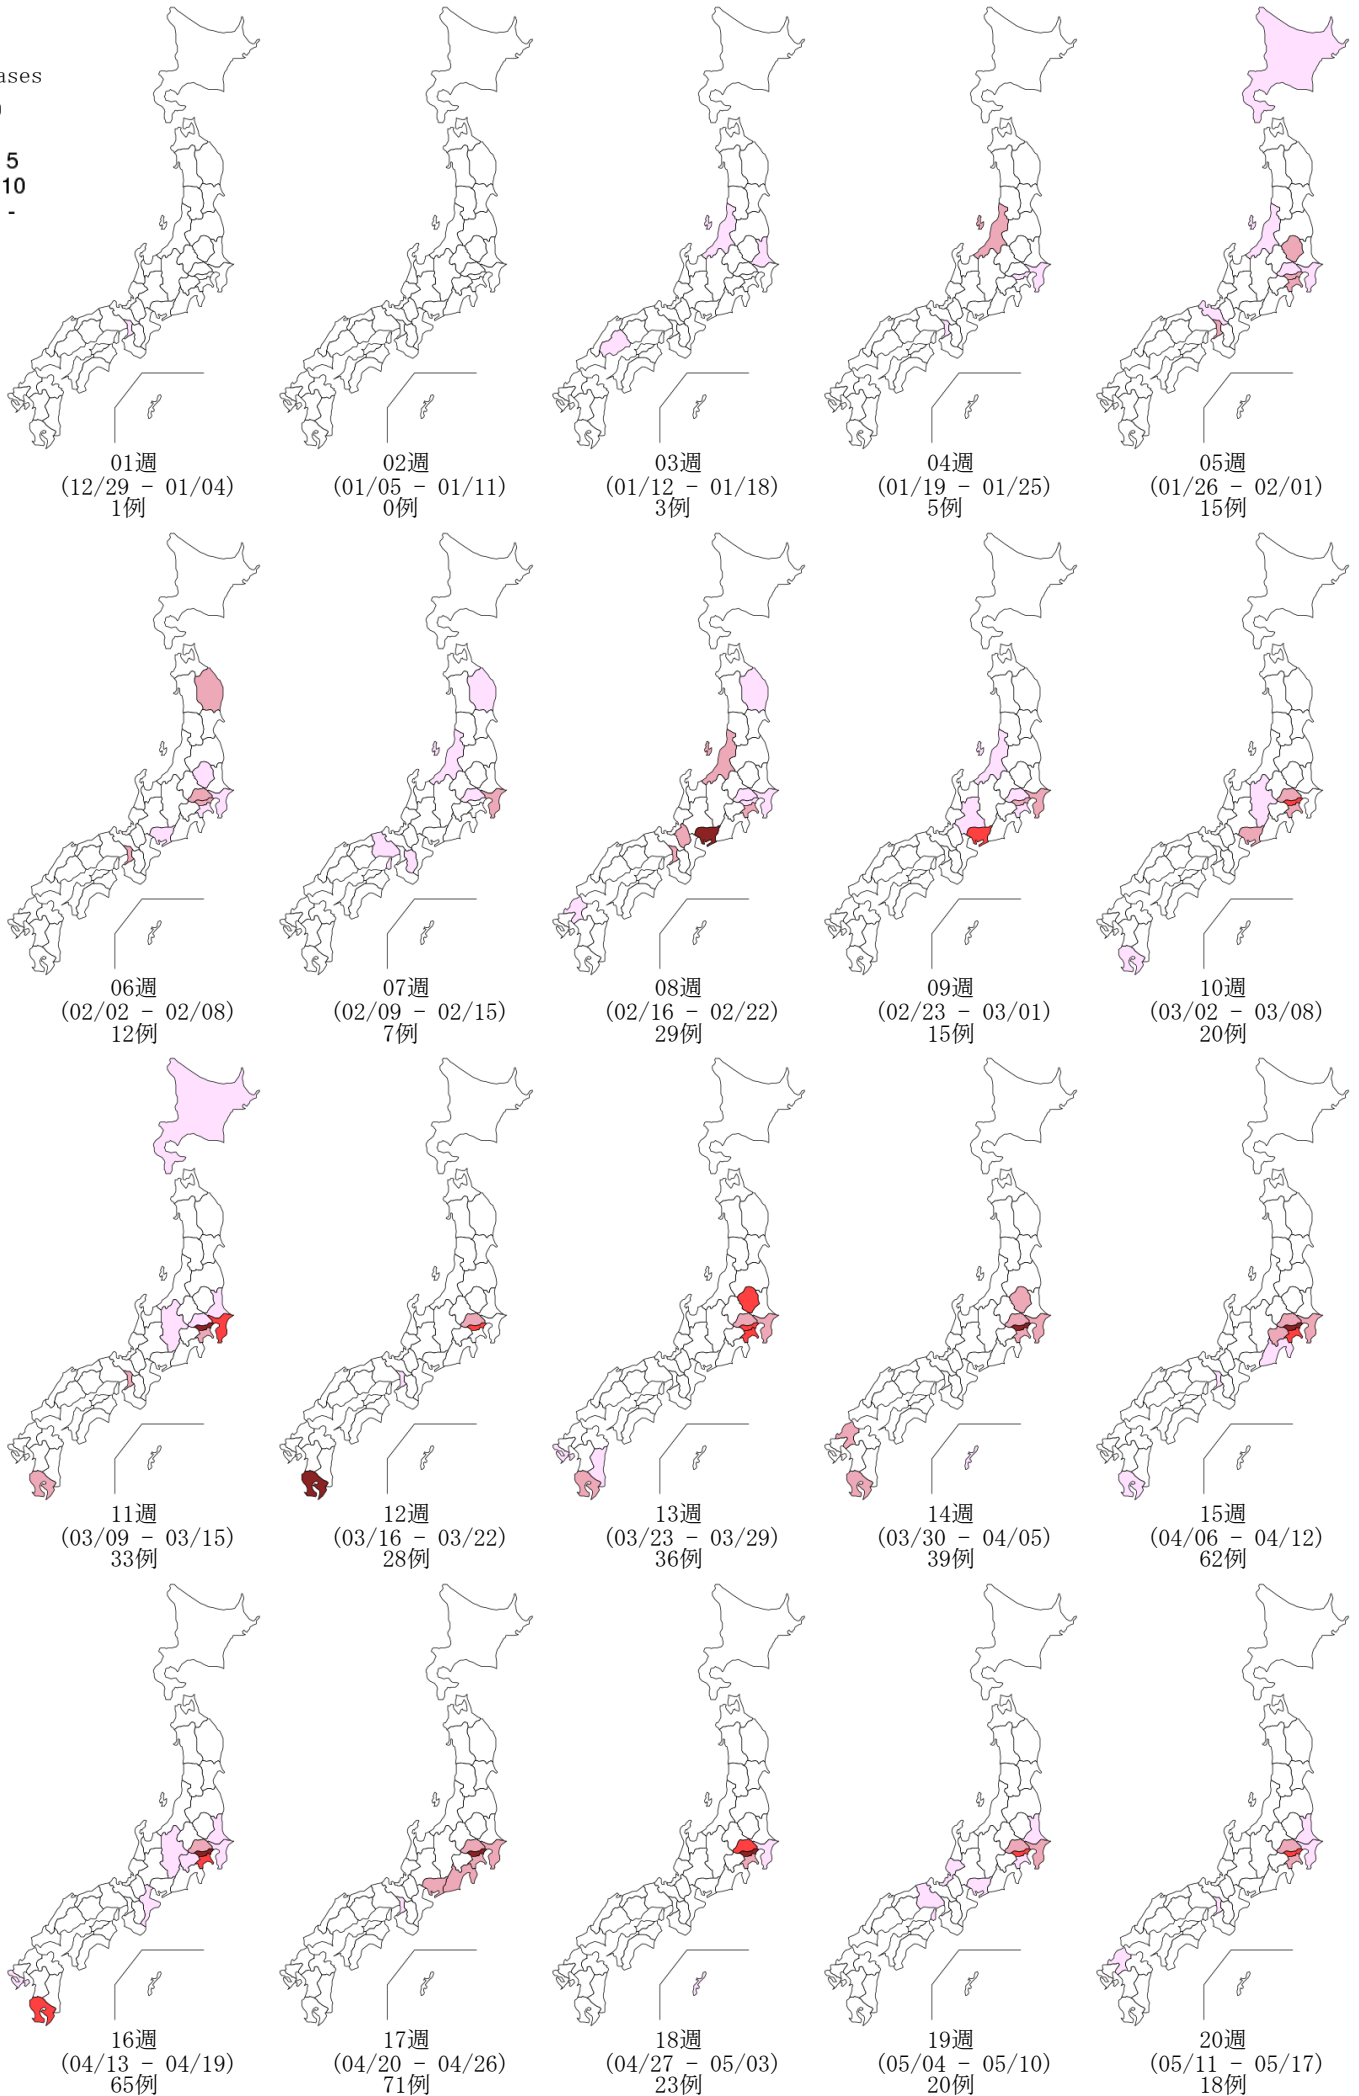 ases
5
10
-
01週
(12/29 - 01/04)
1例
02週
(01/05 - 01/11)
0例
03週
(01/12 - 01/18)
3例
04週
(01/19 - 01/25)
5例
05週
(01/26 - 02/01)
15例
06週
(02/02 - 02/08)
12例
07週
(02/09 - 02/15)
7例
08週
(02/16 - 02/22)
29例
09週
(02/23 - 03/01)
15例
10週
(03/02 - 03/08)
20例
11週
(03/09 - 03/15)
33例
12週
(03/16 - 03/22)
28例
13週
(03/23 - 03/29)
36例
14週
(03/30 - 04/05)
39例
15週
(04/06 - 04/12)
62例
16週
(04/13 - 04/19)
65例
17週
(04/20 - 04/26)
71例
18週
(04/27 - 05/03)
23例
19週
(05/04 - 05/10)
20例
20週
(05/11 - 05/17)
18例